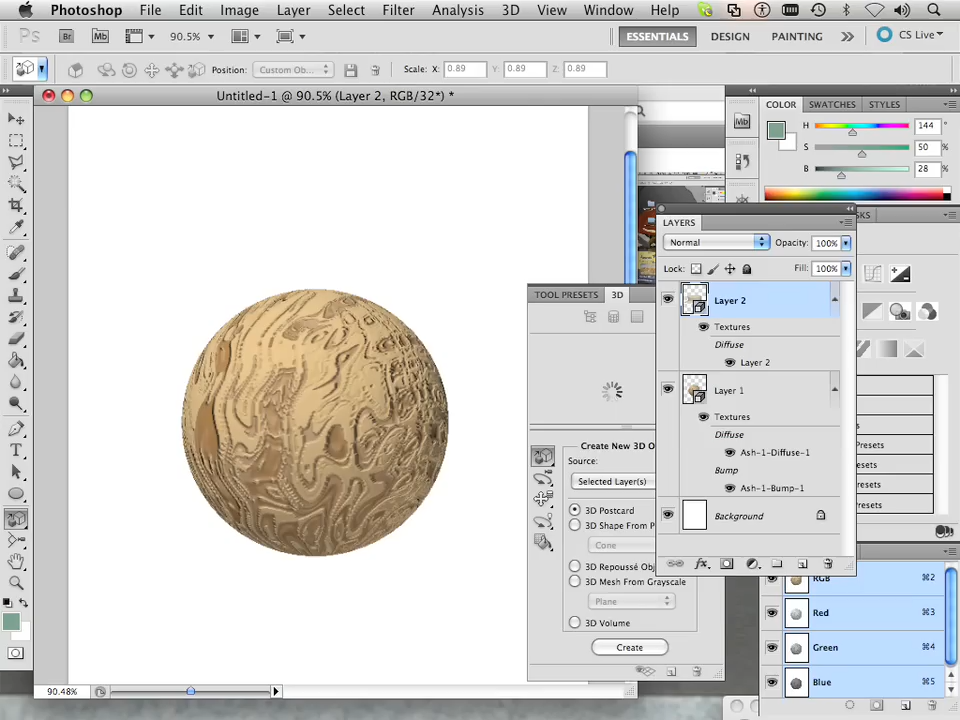 Photoshop File Edit Image Layer Select Filter Analysis 3D View Window Help
Ps Br Mb 90.5% ESSENTIALS DESIGN PAINTING CS Live
Position: Custom Ob... Scale: X: 0.89 Y: 0.89 Z: 0.89
Untitled-1 @ 90.5% (Layer 2, RGB/32*) *
COLOR SWATCHES STYLES
Mb
H 144 °
S 50 %
B 28 %
LAYERS
Normal Opacity: 100%
Lock: Fill: 100%
Layer 2
Textures
Diffuse
Layer 2
Layer 1
Textures
Diffuse
Ash-1-Diffuse-1
Bump
Ash-1-Bump-1
Background
TOOL PRESETS 3D
Create New 3D O
Source:
Selected Layer(s)
3D Postcard
3D Shape From P
Cone
3D Repoussé Ob
3D Mesh From Grayscale
Plane
3D Volume
Create
KS
Presets
Presets
esets
RGB ⌘2
Red ⌘3
Green ⌘4
Blue ⌘5
90.48%